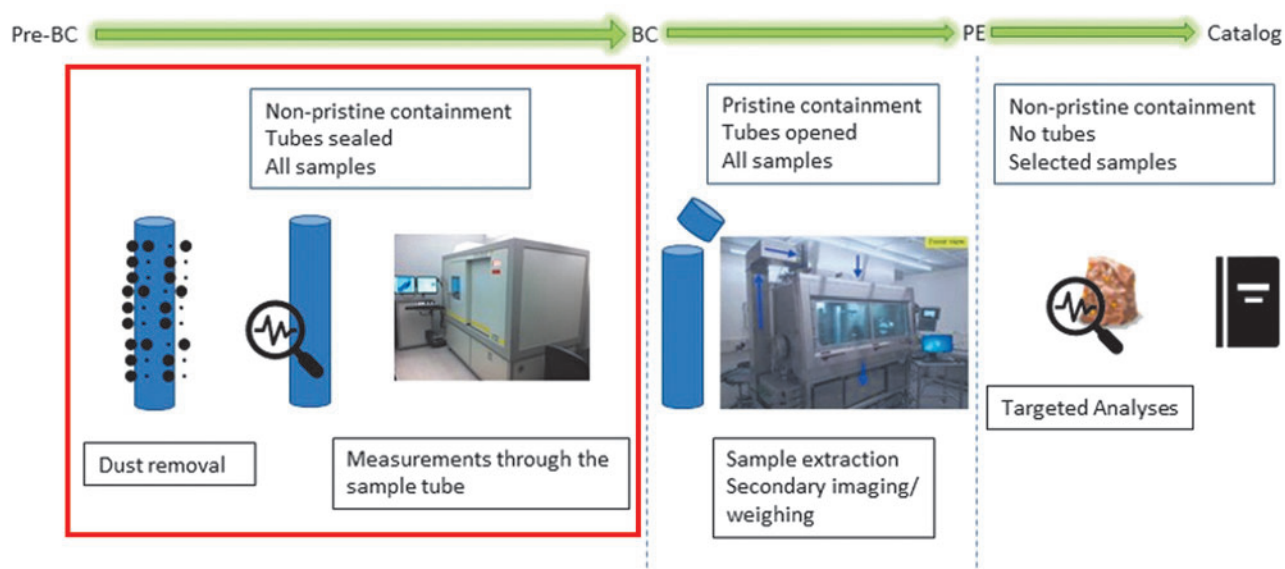 Pre-BC
BC
PE
Catalog
Non-pristine containment
Tubes sealed
All samples
Pristine containment
Tubes opened
All samples
Non-pristine containment
No tubes
Selected samples
Dust removal
Measurements through the
sample tube
Sample extraction
Secondary imaging/
weighing
Targeted Analyses